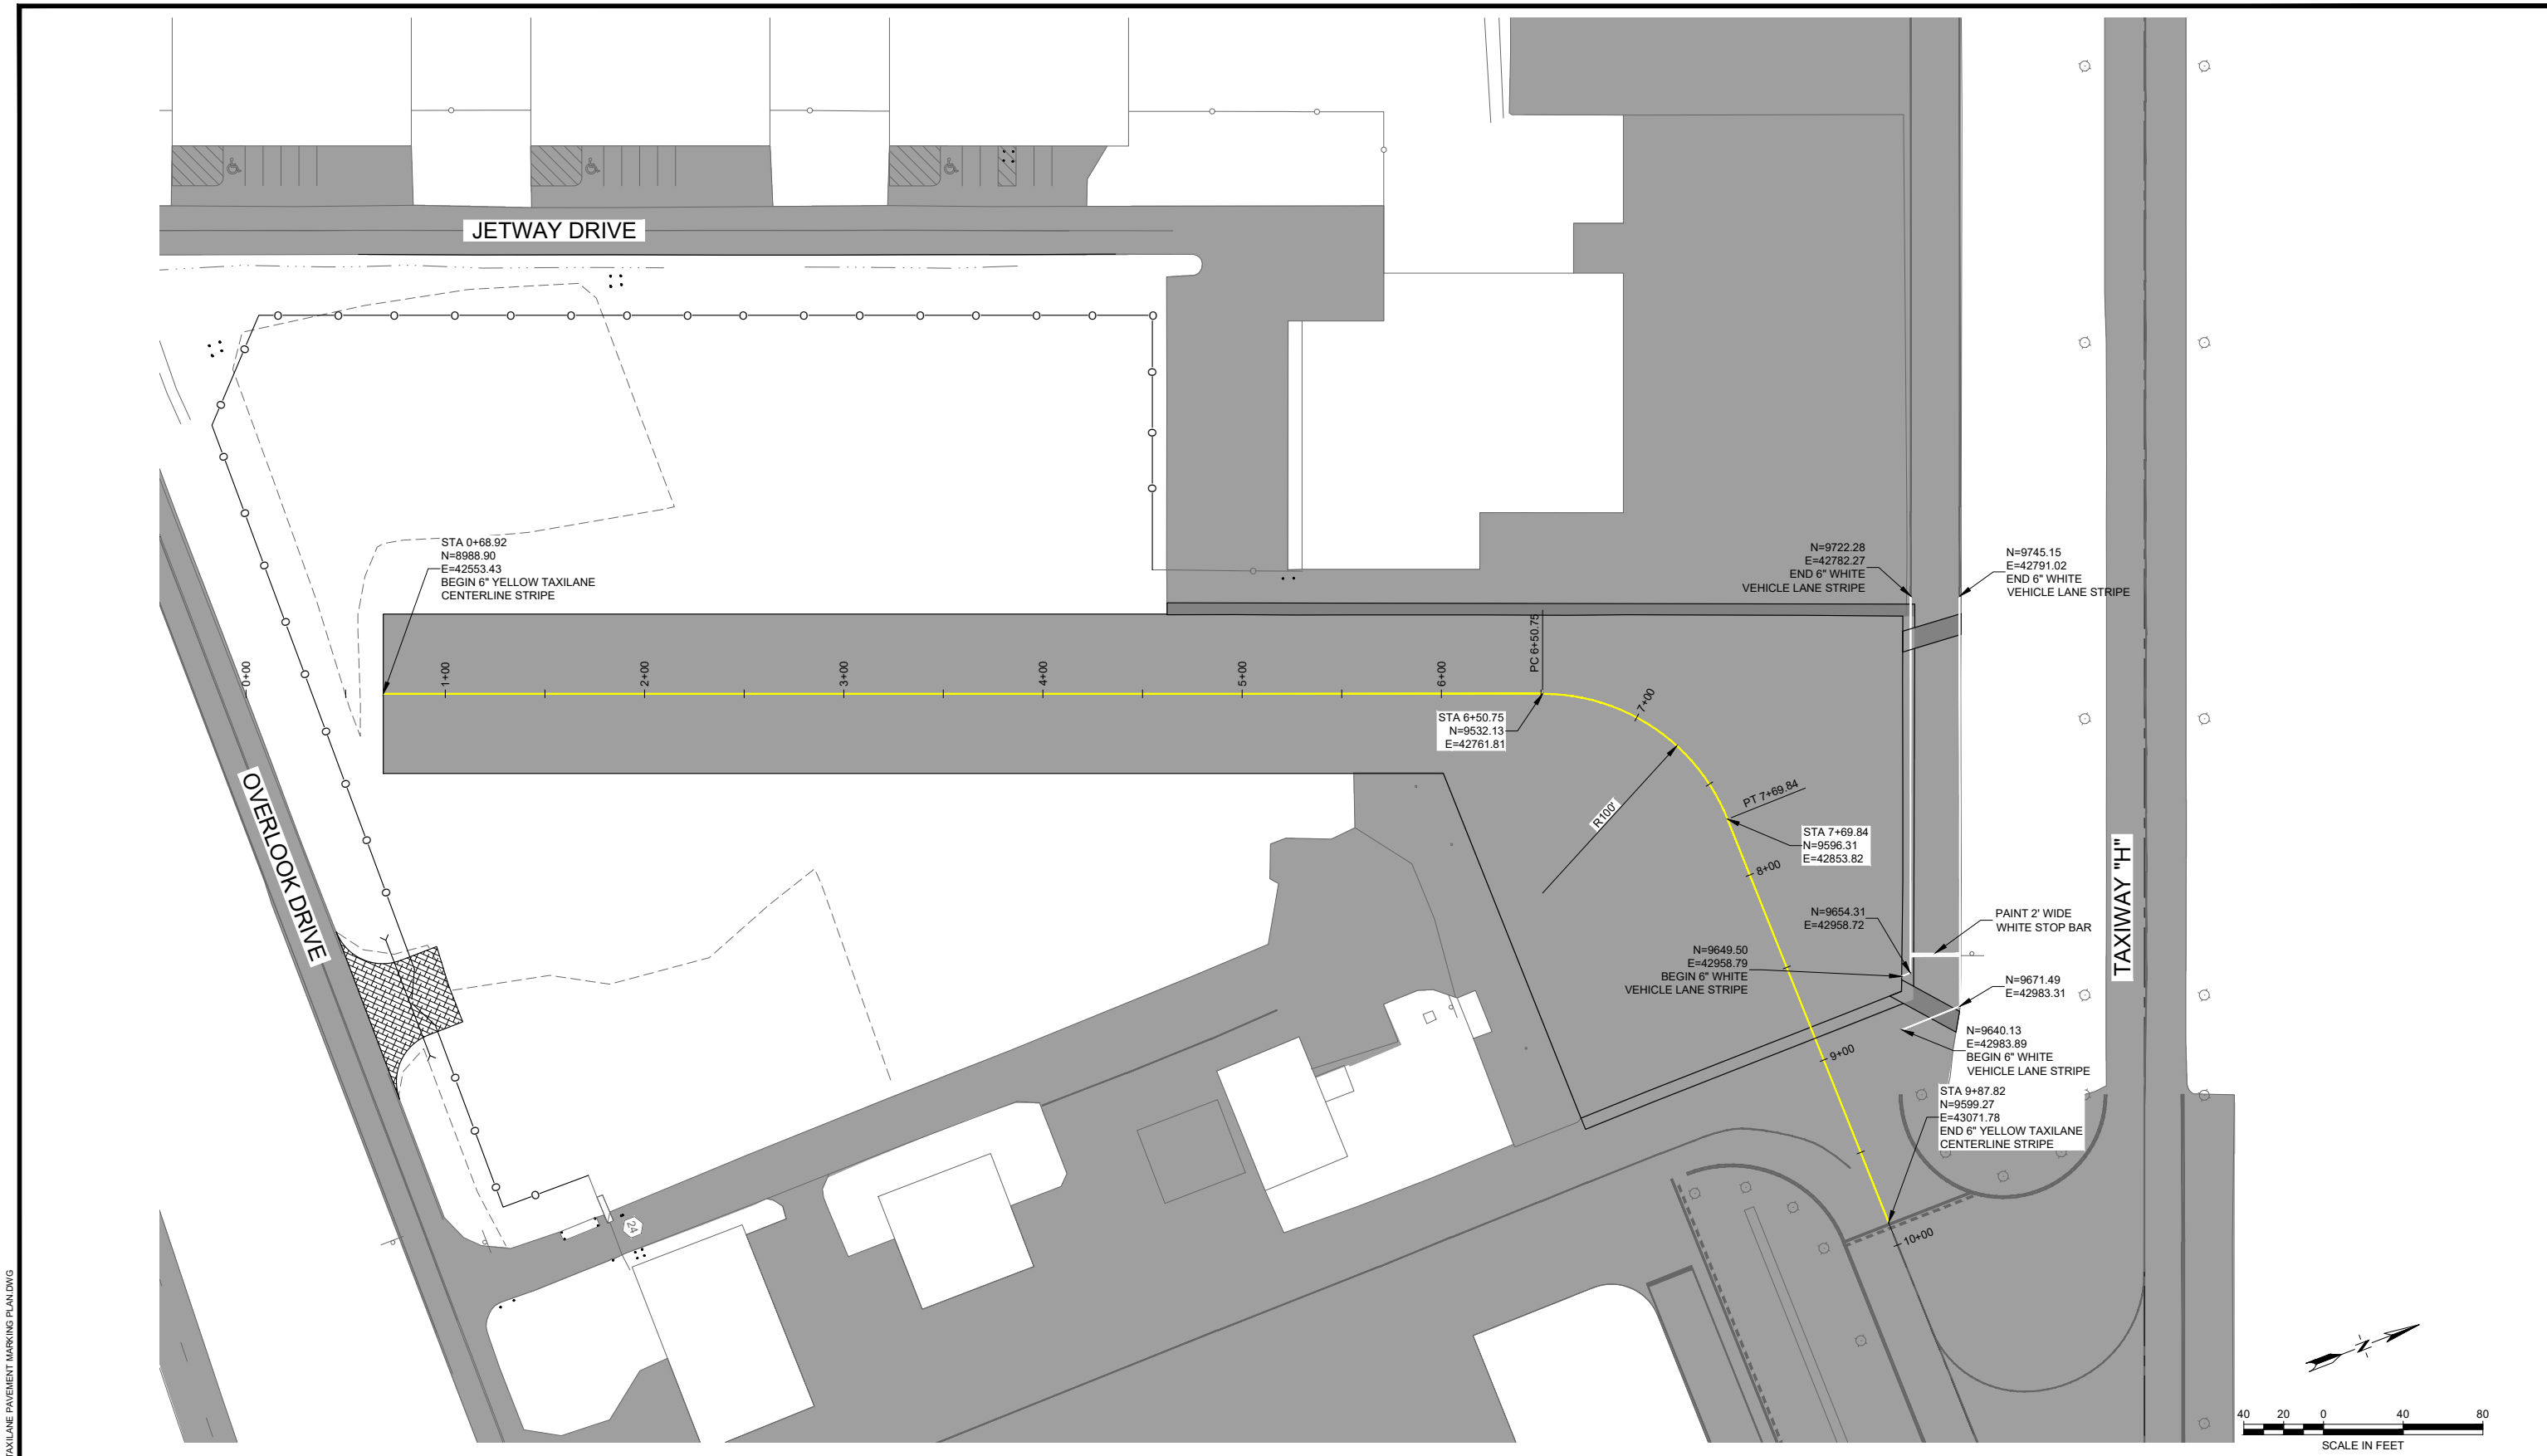 JETWAY DRIVE
STA 0+68.92
N=8988.90
E=42553.43
BEGIN 6" YELLOW TAXILANE
CENTERLINE STRIPE
N=9722.28
E=42782.27
END 6" WHITE
VEHICLE LANE STRIPE
N=9745.15
E=42791.02
END 6" WHITE
VEHICLE LANE STRIPE
0+00
1+00
2+00
3+00
4+00
5+00
6+00
PC 6+50.75
7+00
STA 6+50.75
N=9532.13
E=42761.81
R100'
PT 7+69.84
STA 7+69.84
N=9596.31
E=42853.82
8+00
OVERLOOK DRIVE
TAXIWAY "H"
N=9654.31
E=42958.72
PAINT 2' WIDE
WHITE STOP BAR
N=9649.50
E=42958.79
BEGIN 6" WHITE
VEHICLE LANE STRIPE
N=9671.49
E=42983.31
N=9640.13
E=42983.89
BEGIN 6" WHITE
VEHICLE LANE STRIPE
9+00
STA 9+87.82
N=9599.27
E=43071.78
END 6" YELLOW TAXILANE
CENTERLINE STRIPE
10+00
24
N
40 20 0 40 80
SCALE IN FEET
TAXILANE PAVEMENT MARKING PLAN.DWG